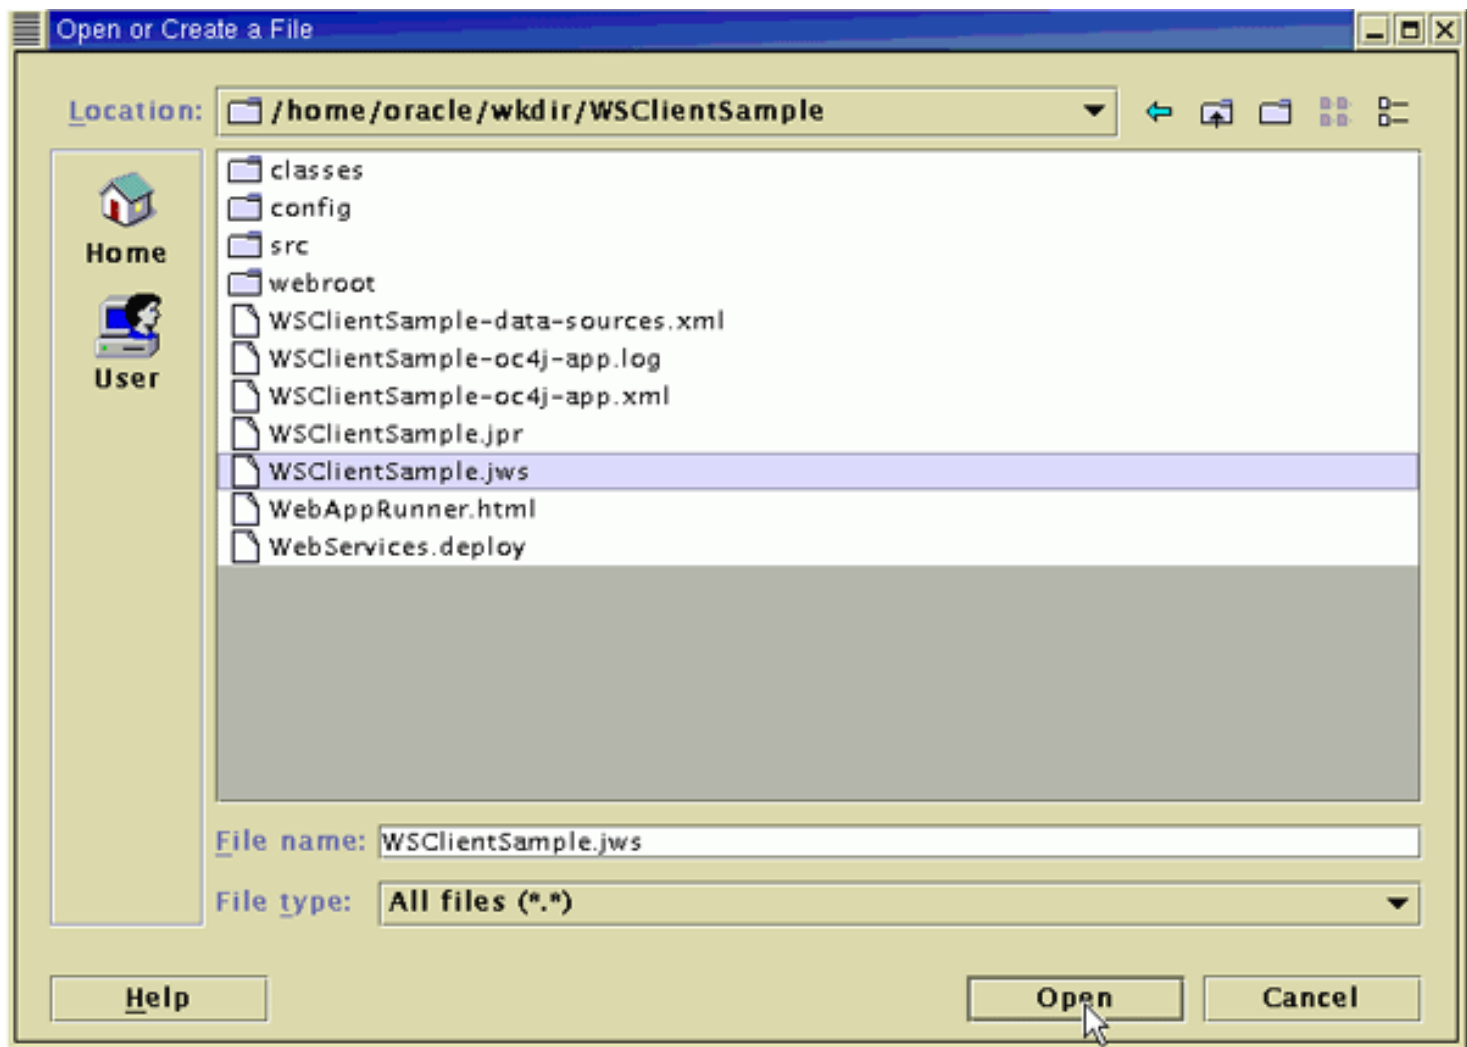 Open or Create a File
Location: /home/oracle/wkdir/WSClientSample
Home
User
classes
config
src
webroot
WSClientSample-data-sources.xml
WSClientSample-oc4j-app.log
WSClientSample-oc4j-app.xml
WSClientSample.jpr
WSClientSample.jws
WebAppRunner.html
WebServices.deploy
File name: WSClientSample.jws
File type: All files (*.*)
Help Open Cancel